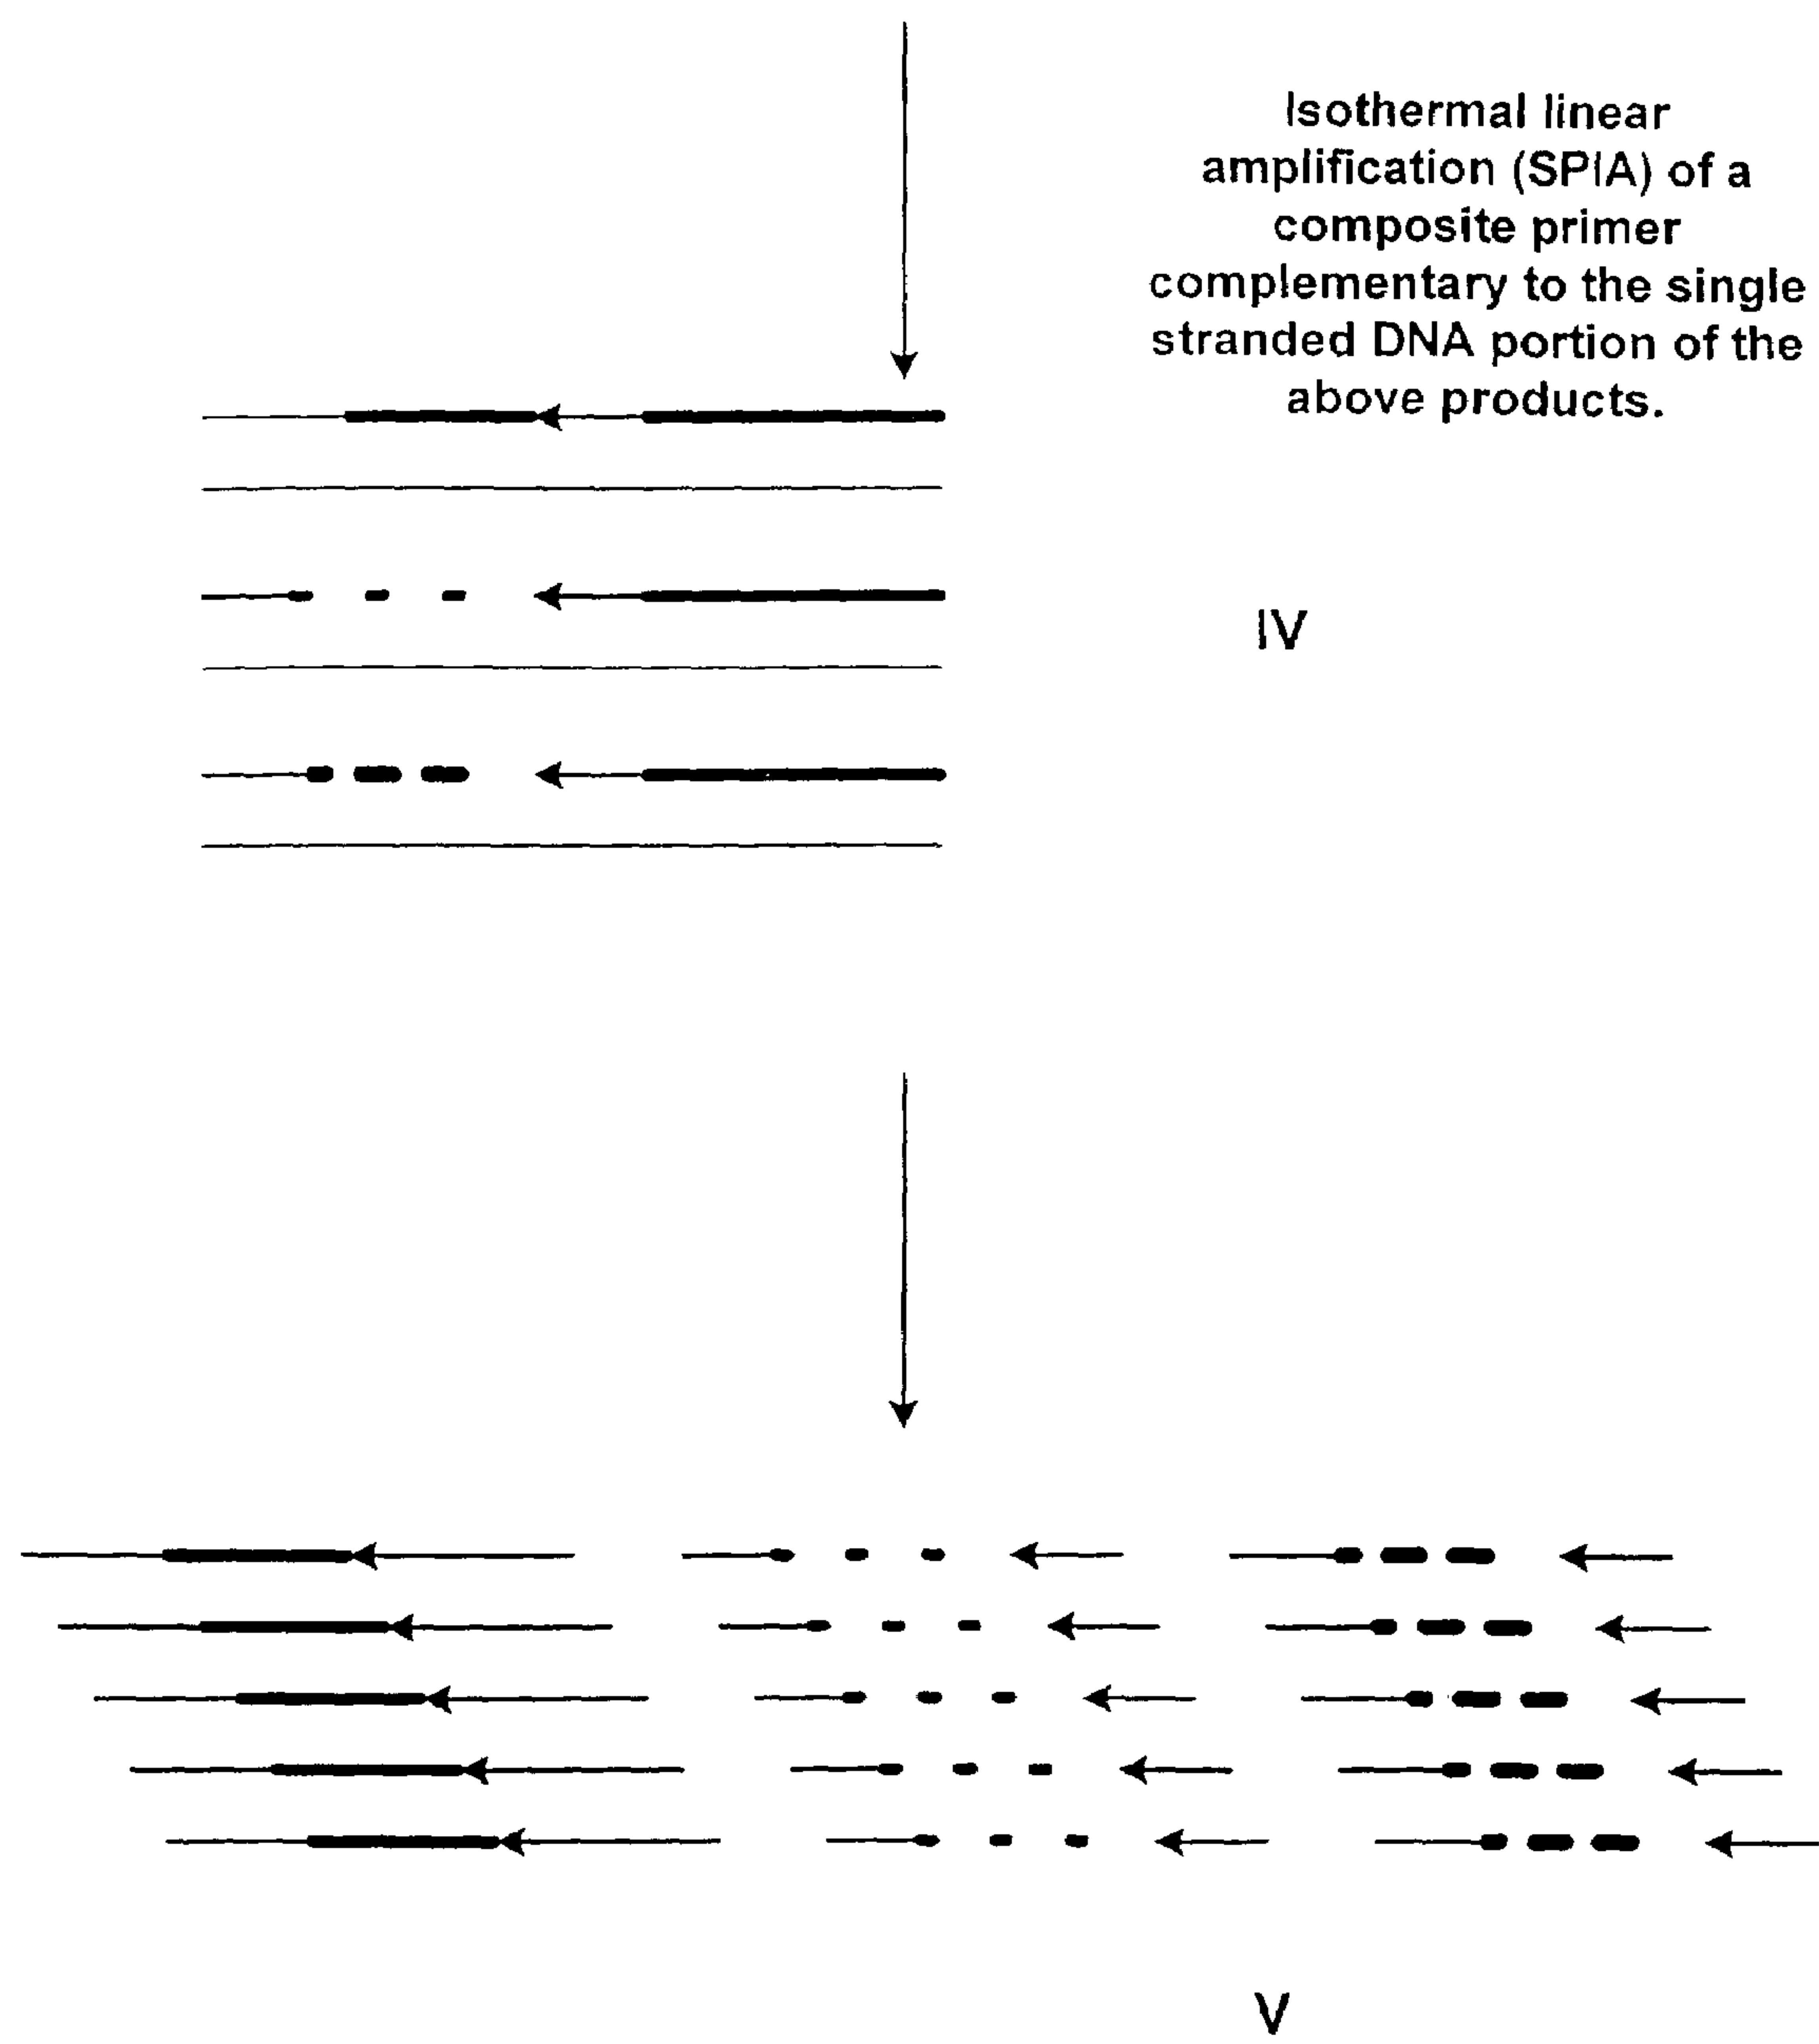 Isothermal linear
amplification (SPIA) of a
composite primer
complementary to the single
stranded DNA portion of the
above products.
IV
V